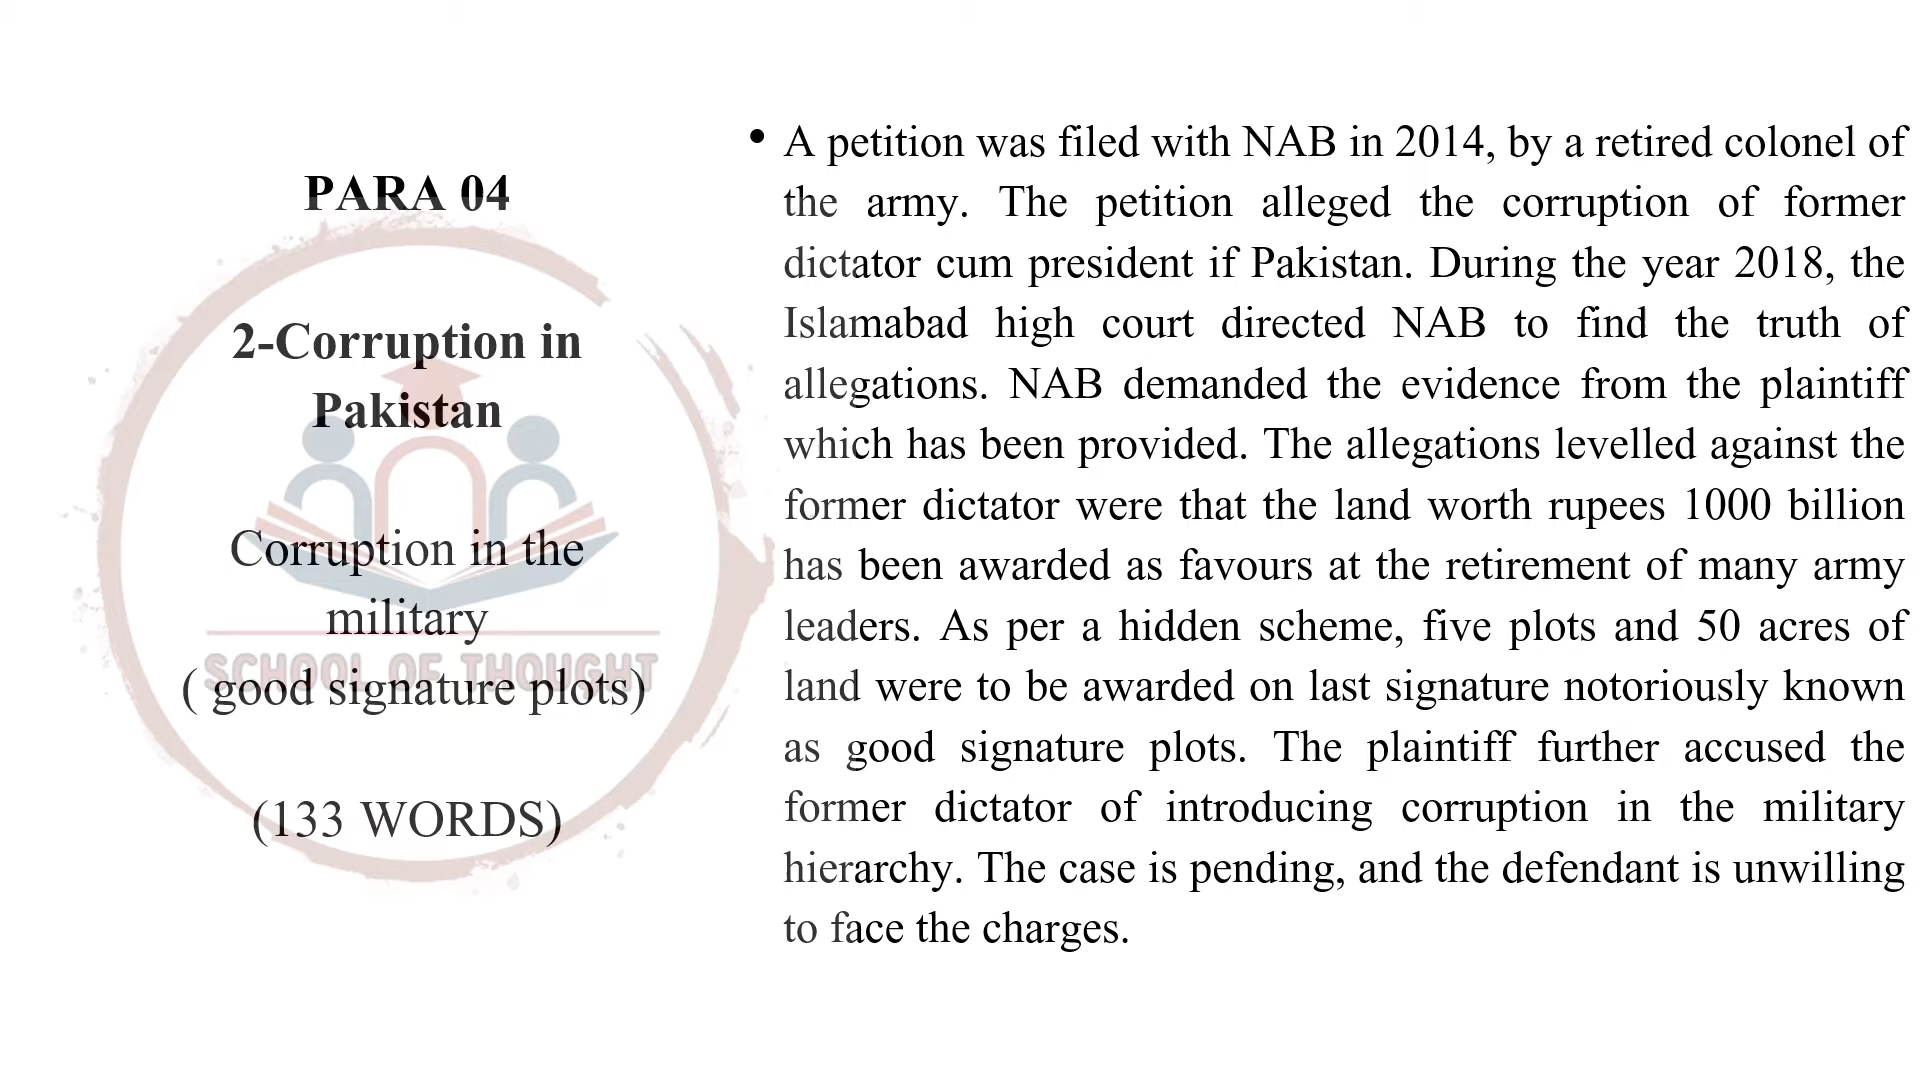 PARA 04
2-Corruption in
Pakistan
Corruption in the
military
( good signature plots)
(133 WORDS)
SCHOOL OF THOUGHT
• A petition was filed with NAB in 2014, by a retired colonel of
the army. The petition alleged the corruption of former
dictator cum president if Pakistan. During the year 2018, the
Islamabad high court directed NAB to find the truth of
allegations. NAB demanded the evidence from the plaintiff
which has been provided. The allegations levelled against the
former dictator were that the land worth rupees 1000 billion
has been awarded as favours at the retirement of many army
leaders. As per a hidden scheme, five plots and 50 acres of
land were to be awarded on last signature notoriously known
as good signature plots. The plaintiff further accused the
former dictator of introducing corruption in the military
hierarchy. The case is pending, and the defendant is unwilling
to face the charges.